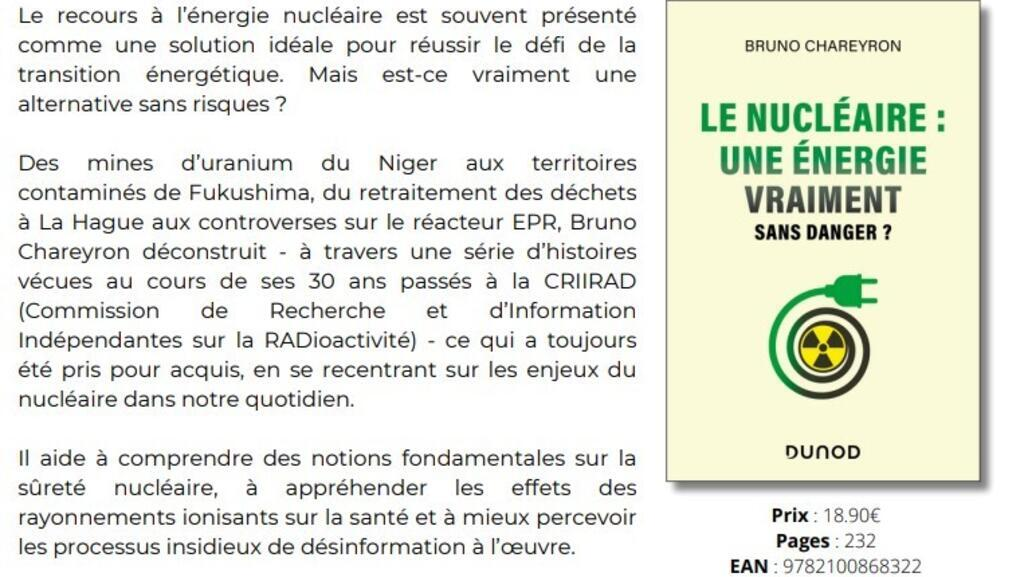 Le recours à l’énergie nucléaire est souvent présenté
comme une solution idéale pour réussir le défi de la
transition énergétique. Mais est-ce vraiment une
alternative sans risques ?
Des mines d’uranium du Niger aux territoires
contaminés de Fukushima, du retraitement des déchets
à La Hague aux controverses sur le réacteur EPR, Bruno
Chareyron déconstruit - à travers une série d’histoires
vécues au cours de ses 30 ans passés à la CRIIRAD
(Commission de Recherche et d’Information
Indépendantes sur la RADioactivité) - ce qui a toujours
été pris pour acquis, en se recentrant sur les enjeux du
nucléaire dans notre quotidien.
Il aide à comprendre des notions fondamentales sur la
sûreté nucléaire, à appréhender les effets des
rayonnements ionisants sur la santé et à mieux percevoir
les processus insidieux de désinformation à l’œuvre.
BRUNO CHAREYRON
LE NUCLÉAIRE :
UNE ÉNERGIE
VRAIMENT
SANS DANGER ?
DUNOD
Prix : 18.90€
Pages : 232
EAN : 9782100868322